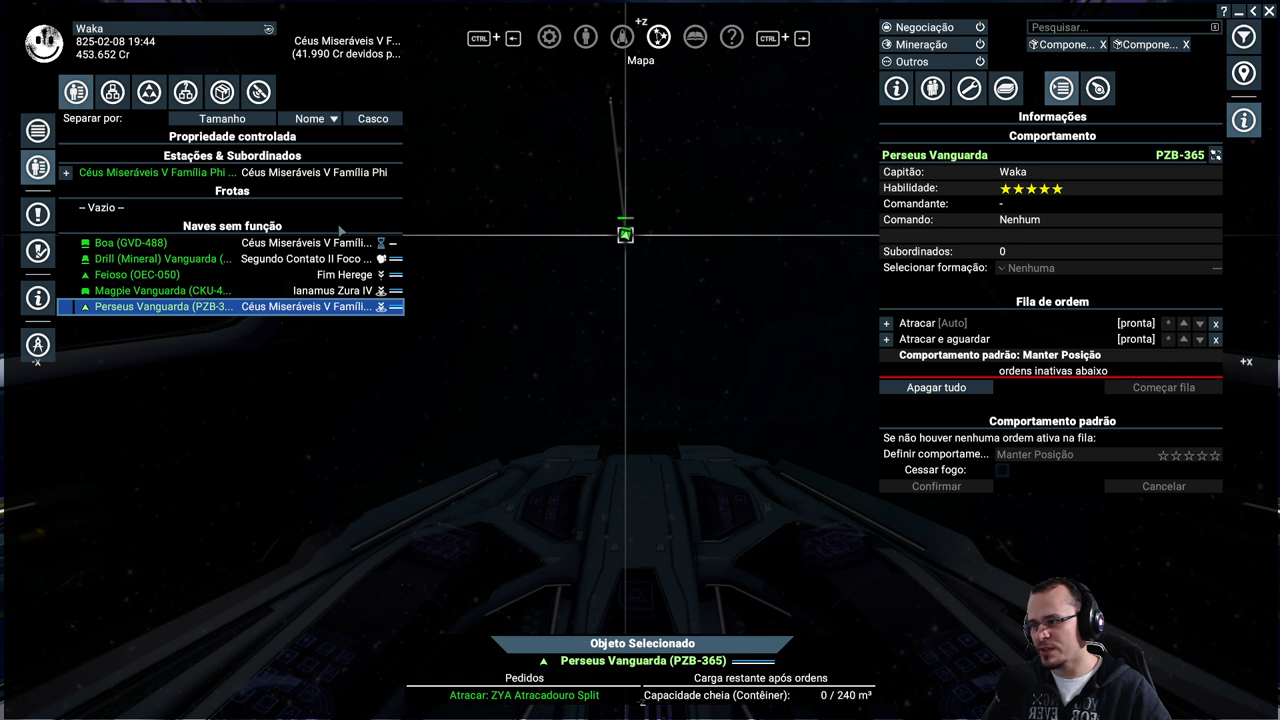 Waka
825-02-08 19:44
453.652 Cr
Céus Miseráveis V F...
(41.990 Cr devidos p...
CTRL +
+z
CTRL +
Mapa
Separar por:
Tamanho
Nome
Casco
Propriedade controlada
Estações & Subordinados
+ Céus Miseráveis V Família Phi ... Céus Miseráveis V Família Phi
Frotas
-- Vazio --
Naves sem função
Boa (GVD-488) Céus Miseráveis V Famíli...
Drill (Mineral) Vanguarda (... Segundo Contato II Foco ...
Feioso (OEC-050) Fim Herege
Magpie Vanguarda (CKU-4... Ianamus Zura IV
Perseus Vanguarda (PZB-3... Céus Miseráveis V Famíli...
-x
+x
Negociação
Mineração
Outros
Pesquisar...
Compone... X
Compone... X
Informações
Comportamento
Perseus Vanguarda PZB-365
Capitão: Waka
Habilidade: ★★★★★
Comandante: -
Comando: Nenhum
Subordinados: 0
Selecionar formação: Nenhuma
Fila de ordem
+ Atracar [Auto] [pronta] * x
+ Atracar e aguardar [pronta] * x
Comportamento padrão: Manter Posição
ordens inativas abaixo
Apagar tudo
Começar fila
Comportamento padrão
Se não houver nenhuma ordem ativa na fila:
Definir comportame... Manter Posição ☆☆☆☆☆
Cessar fogo:
Confirmar
Cancelar
Objeto Selecionado
Perseus Vanguarda (PZB-365)
Pedidos
Carga restante após ordens
Atracar: ZYA Atracadouro Split
Capacidade cheia (Contêiner): 0 / 240 m³
-z